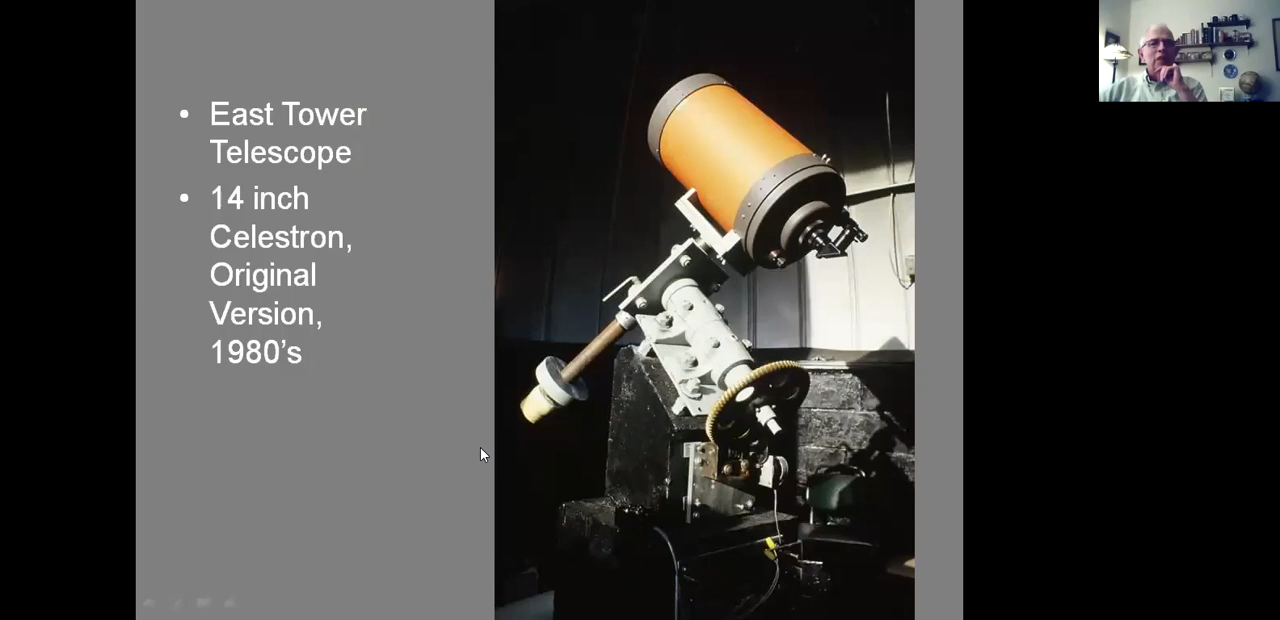 East Tower
Telescope
14 inch
Celestron,
Original
Version,
1980's